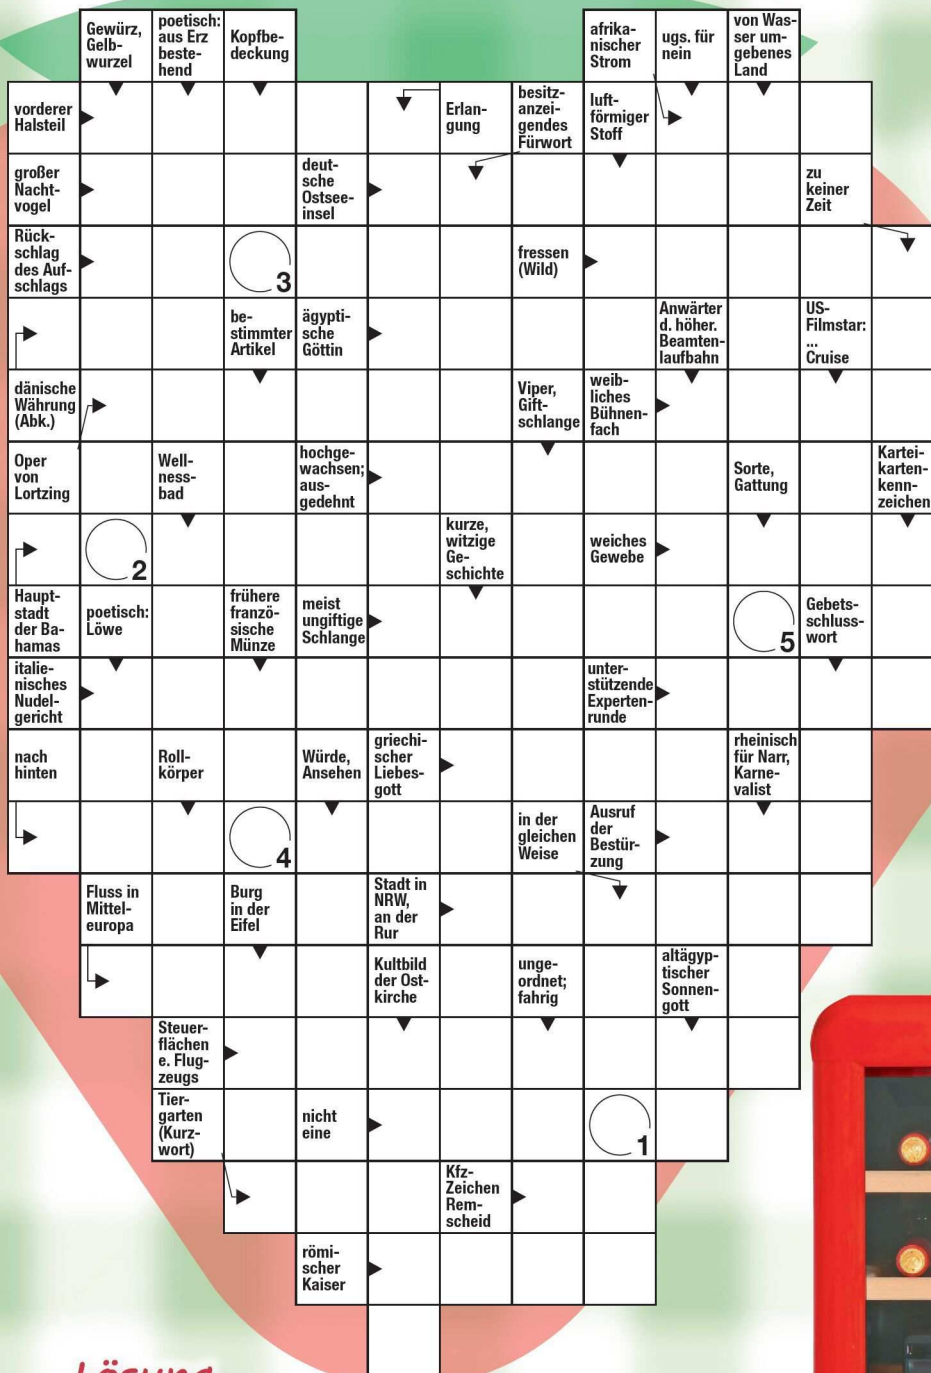 Gewürz,
Gelb-
wurzel
poetisch:
aus Erz
beste-
hend
Kopfbe-
deckung
afrika-
nischer
Strom
ugs. für
nein
von Was-
ser um-
gebenes
Land
vorderer
Halsteil
Erlan-
gung
besitz-
anzei-
gendes
Fürwort
luft-
förmiger
Stoff
großer
Nacht-
vogel
deut-
sche
Ostsee-
insel
zu
keiner
Zeit
Rück-
schlag
des Auf-
schlags
3
fressen
(Wild)
be-
stimmter
Artikel
ägypti-
sche
Göttin
Anwärter
d. höher.
Beamten-
laufbahn
US-
Filmstar:
...
Cruise
dänische
Währung
(Abk.)
Viper,
Gift-
schlange
weib-
liches
Bühnen-
fach
Oper
von
Lortzing
Well-
ness-
bad
hochge-
wachsen;
aus-
gedehnt
Sorte,
Gattung
Kartei-
karten-
kenn-
zeichen
2
kurze,
witzige
Ge-
schichte
weiches
Gewebe
Haupt-
stadt
der Ba-
hamas
poetisch:
Löwe
frühere
franzö-
sische
Münze
meist
ungiftige
Schlange
5
Gebets-
schluss-
wort
italie-
nisches
Nudel-
gericht
unter-
stützende
Experten-
runde
nach
hinten
Roll-
körper
Würde,
Ansehen
griechi-
scher
Liebes-
gott
rheinisch
für Narr,
Karne-
valist
4
in der
gleichen
Weise
Ausruf
der
Bestür-
zung
Fluss in
Mittel-
europa
Burg
in der
Eifel
Stadt in
NRW,
an der
Rur
Kultbild
der Ost-
kirche
unge-
ordnet;
fahrig
altägyp-
tischer
Sonnen-
gott
Steuer-
flächen
e. Flug-
zeugs
Tier-
garten
(Kurz-
wort)
nicht
eine
1
Kfz-
Zeichen
Rem-
scheid
römi-
scher
Kaiser
Lösung